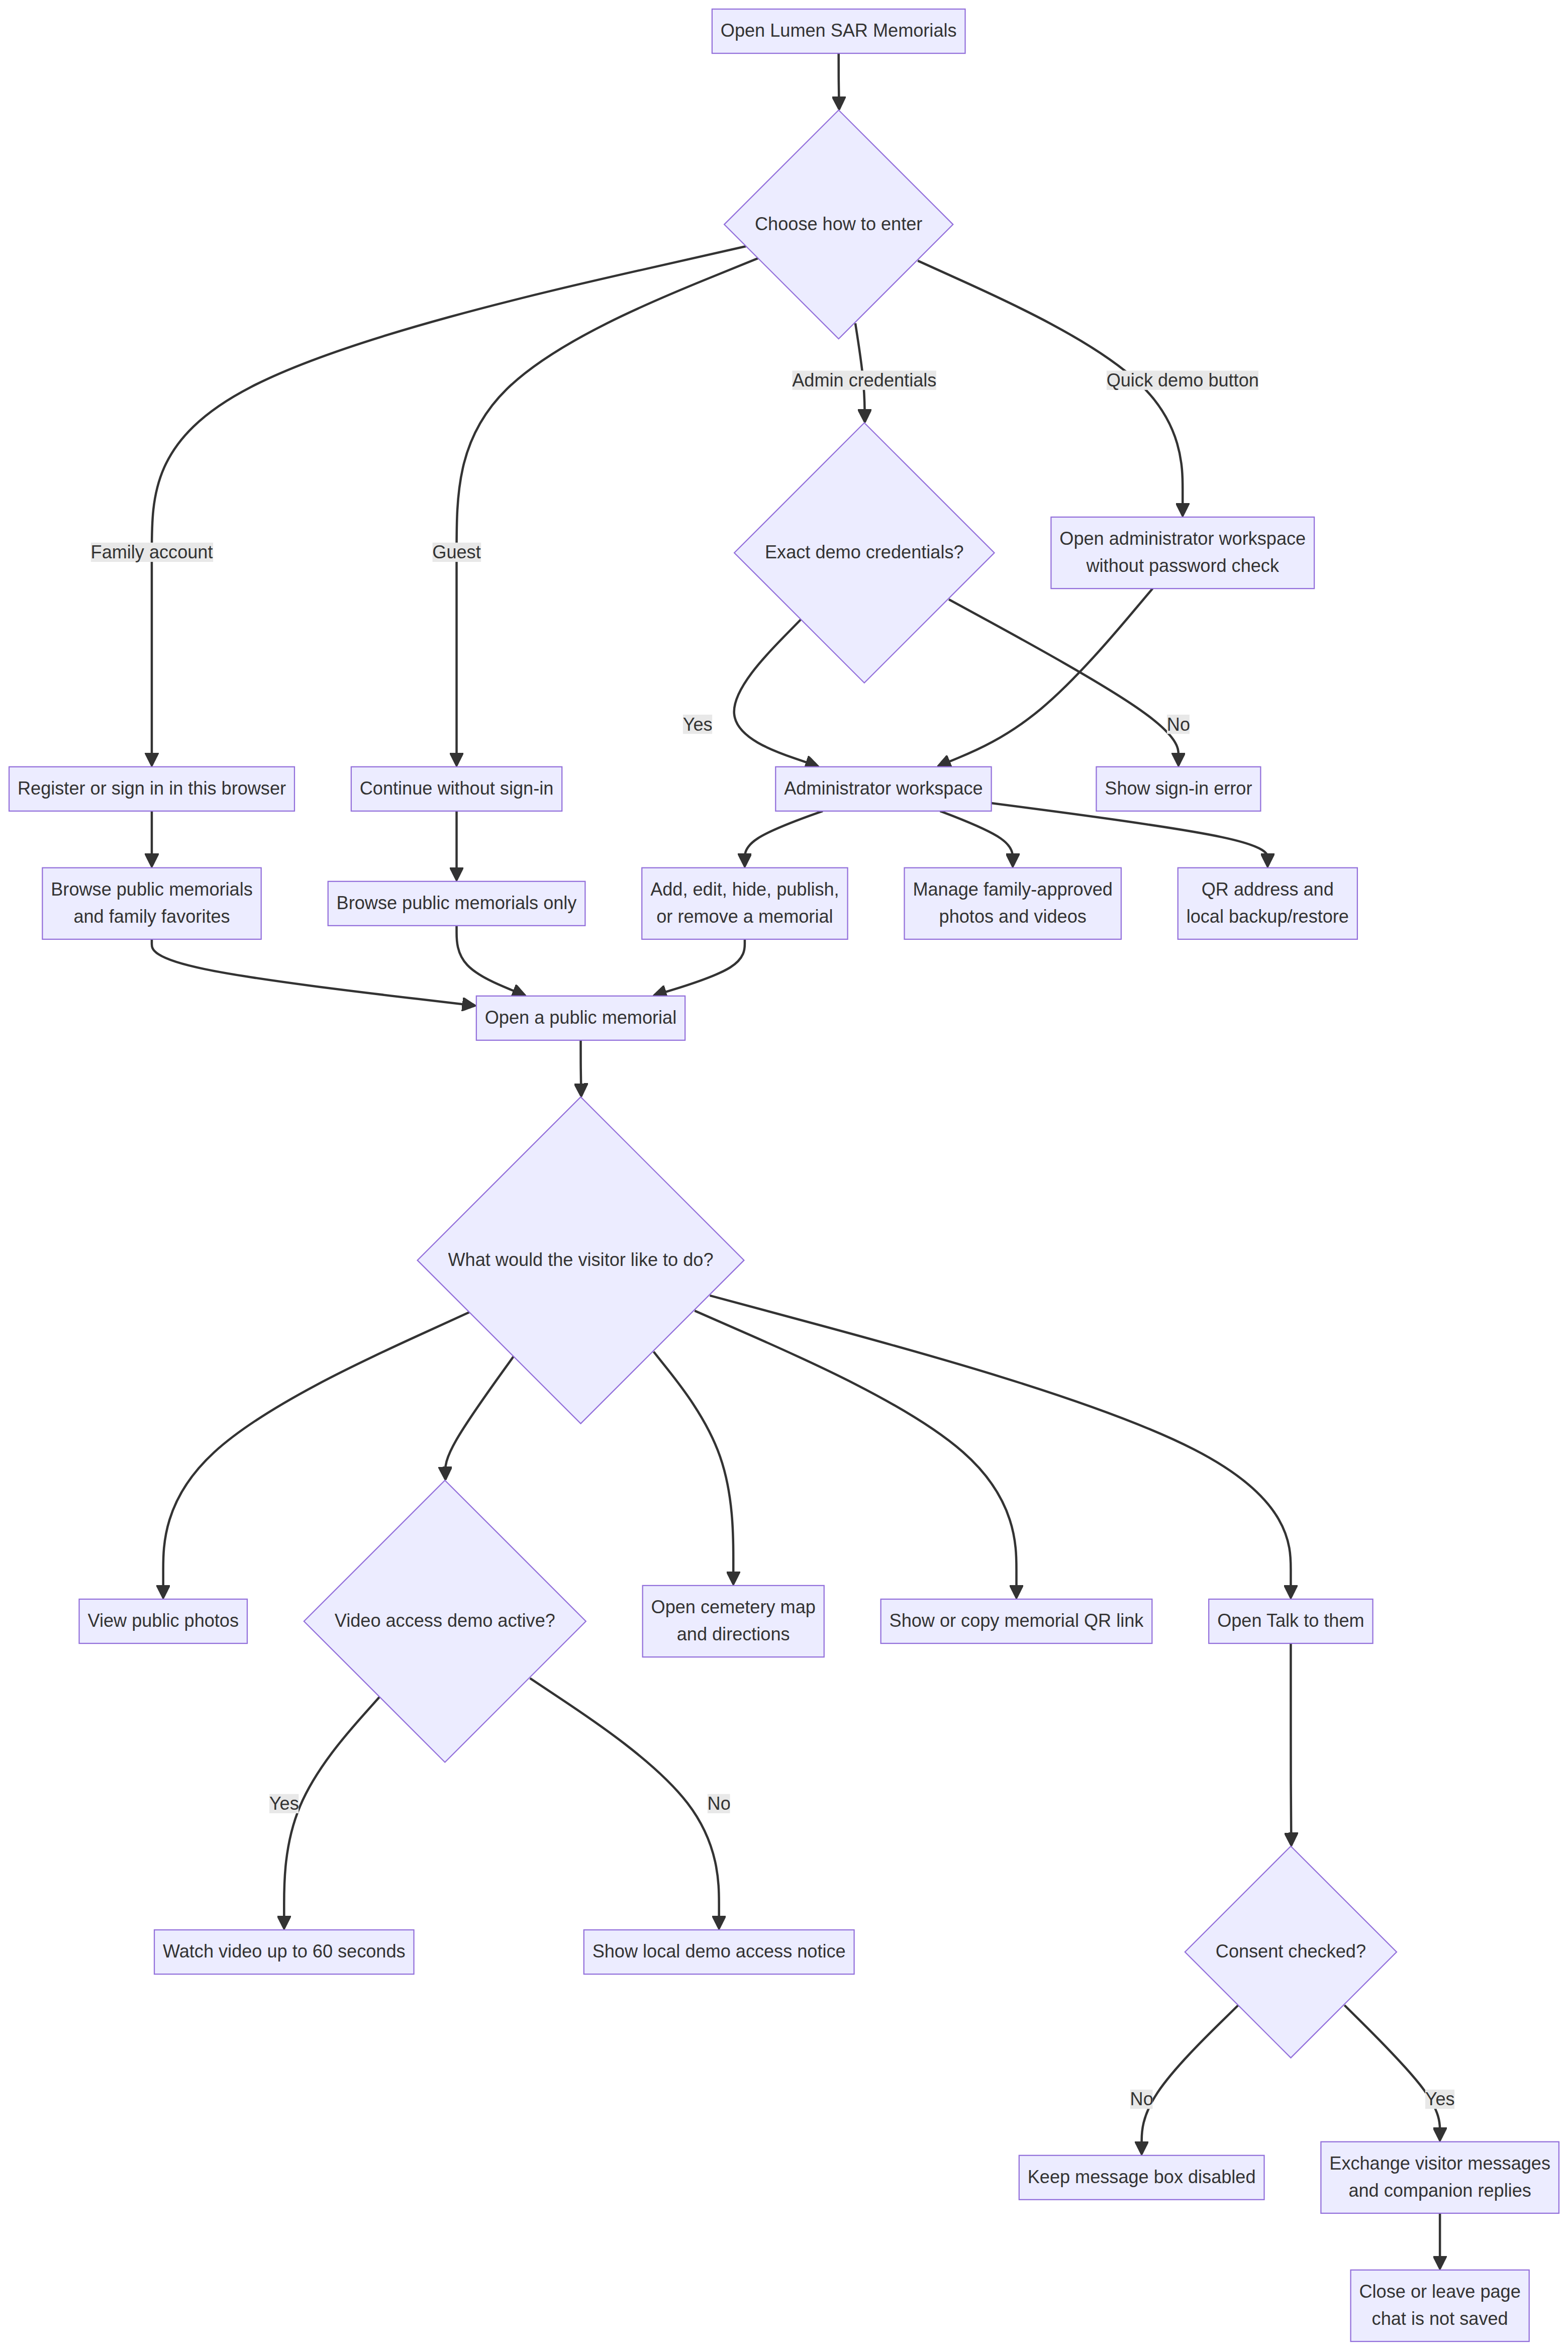 Open Lumen SAR Memorials
Choose how to enter
Admin credentials
Quick demo button
Family account
Guest
Exact demo credentials?
Open administrator workspace
without password check
Yes
No
Register or sign in in this browser
Continue without sign-in
Administrator workspace
Show sign-in error
Browse public memorials
and family favorites
Browse public memorials only
Add, edit, hide, publish,
or remove a memorial
Manage family-approved
photos and videos
QR address and
local backup/restore
Open a public memorial
What would the visitor like to do?
View public photos
Video access demo active?
Open cemetery map
and directions
Show or copy memorial QR link
Open Talk to them
Yes
No
Watch video up to 60 seconds
Show local demo access notice
Consent checked?
No
Yes
Keep message box disabled
Exchange visitor messages
and companion replies
Close or leave page
chat is not saved